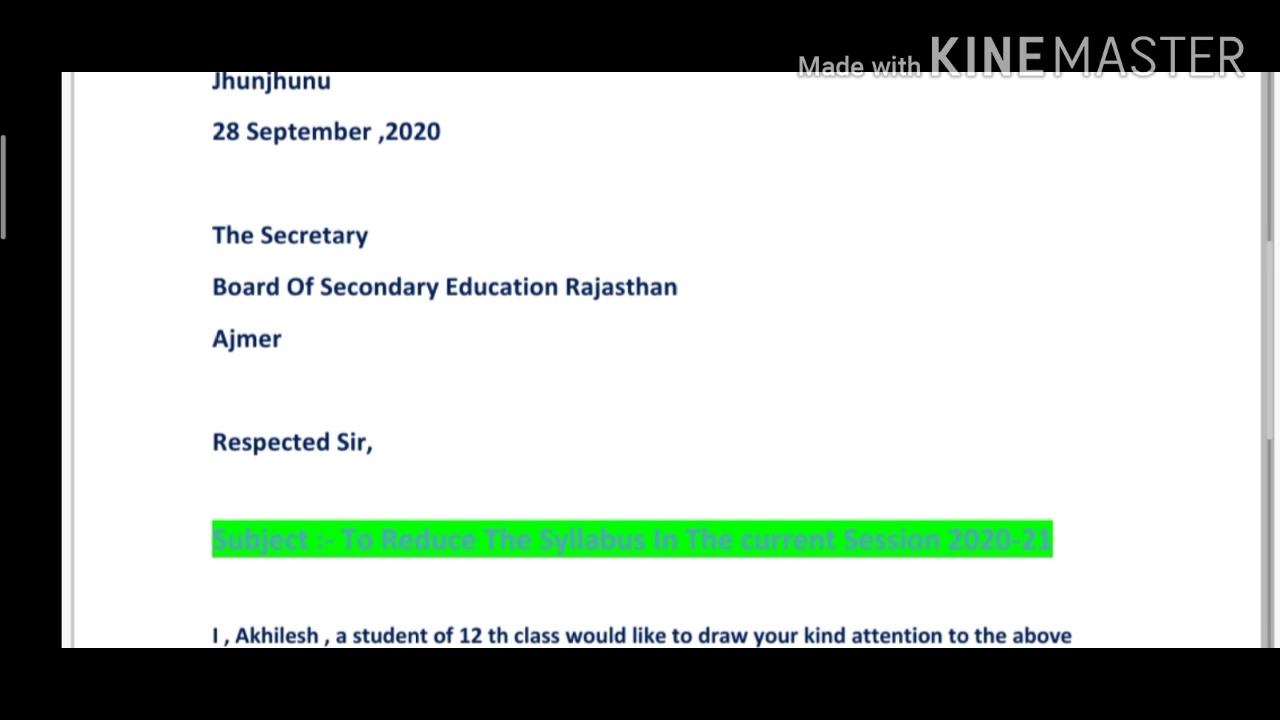 Made with KINEMASTER
Jhunjhunu
28 September ,2020
The Secretary
Board Of Secondary Education Rajasthan
Ajmer
Respected Sir,
Subject :- To Reduce The Syllabus In The current Session 2020-21
I , Akhilesh , a student of 12 th class would like to draw your kind attention to the above